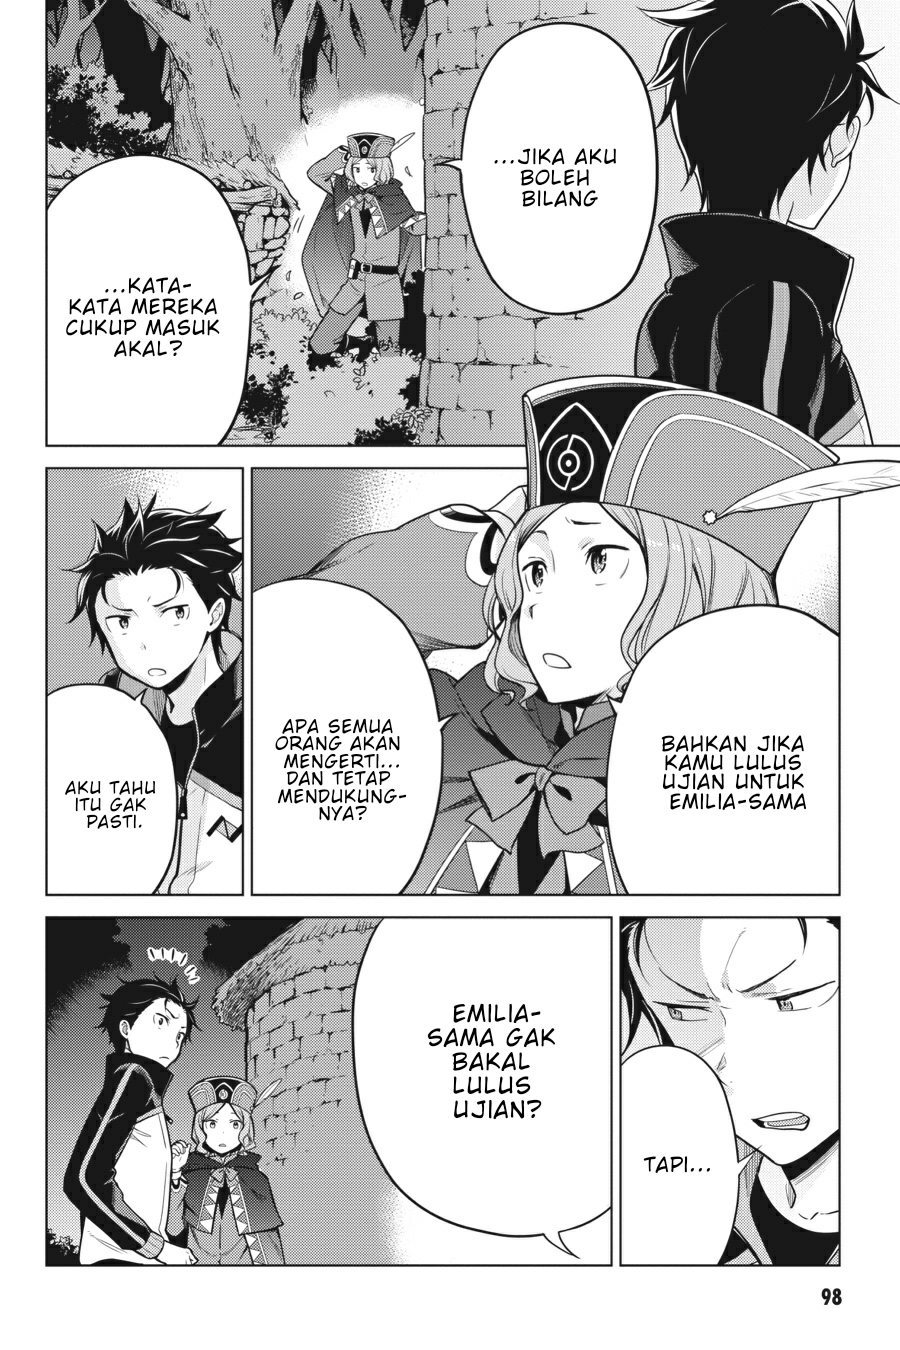 ...JIKA AKU
BOLEH
BILANG
...KATA-
KATA MEREKA
CUKUP MASUK
AKAL?
BAHKAN JIKA
KAMU LULUS
UJIAN UNTUK
EMILIA-SAMA
APA SEMUA
ORANG AKAN
MENGERTI...
DAN TETAP
MENDUKUNG-
NYA?
AKU TAHU
ITU GAK
PASTI.
TAPI...
EMILIA-
SAMA GAK
BAKAL
LULUS
UJIAN?
98